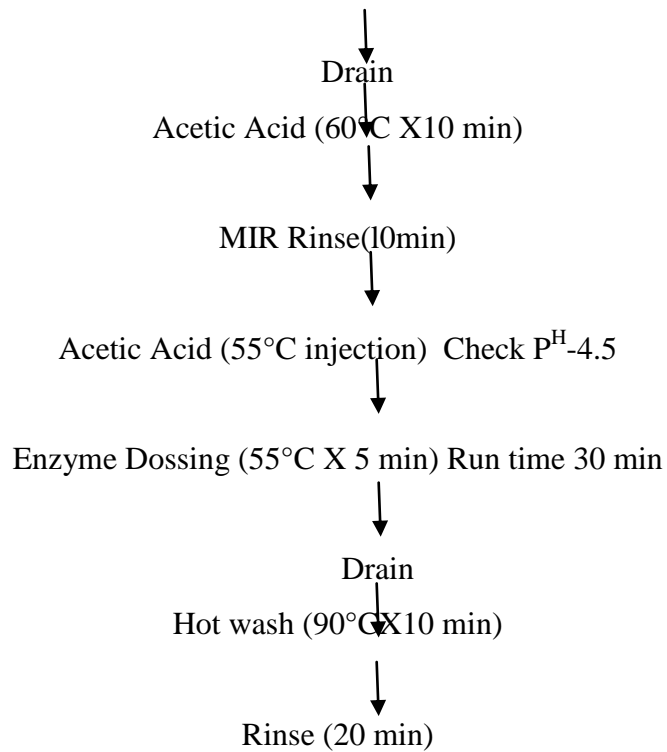 Drain
Acetic Acid (60°C X10 min)
MIR Rinse(l0min)
Acetic Acid (55°C injection)  Check P^H-4.5
Enzyme Dossing (55°C X 5 min) Run time 30 min
Drain
Hot wash (90°CX10 min)
Rinse (20 min)